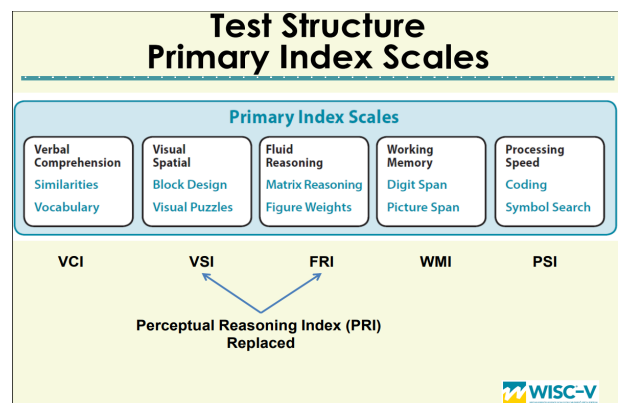 Test Structure
Primary Index Scales
Primary Index Scales
Verbal
Comprehension
Similarities
Vocabulary
Visual
Spatial
Block Design
Visual Puzzles
Fluid
Reasoning
Matrix Reasoning
Figure Weights
Working
Memory
Digit Span
Picture Span
Processing
Speed
Coding
Symbol Search
VCI VSI FRI WMI PSI
Perceptual Reasoning Index (PRI)
Replaced
WISC-V